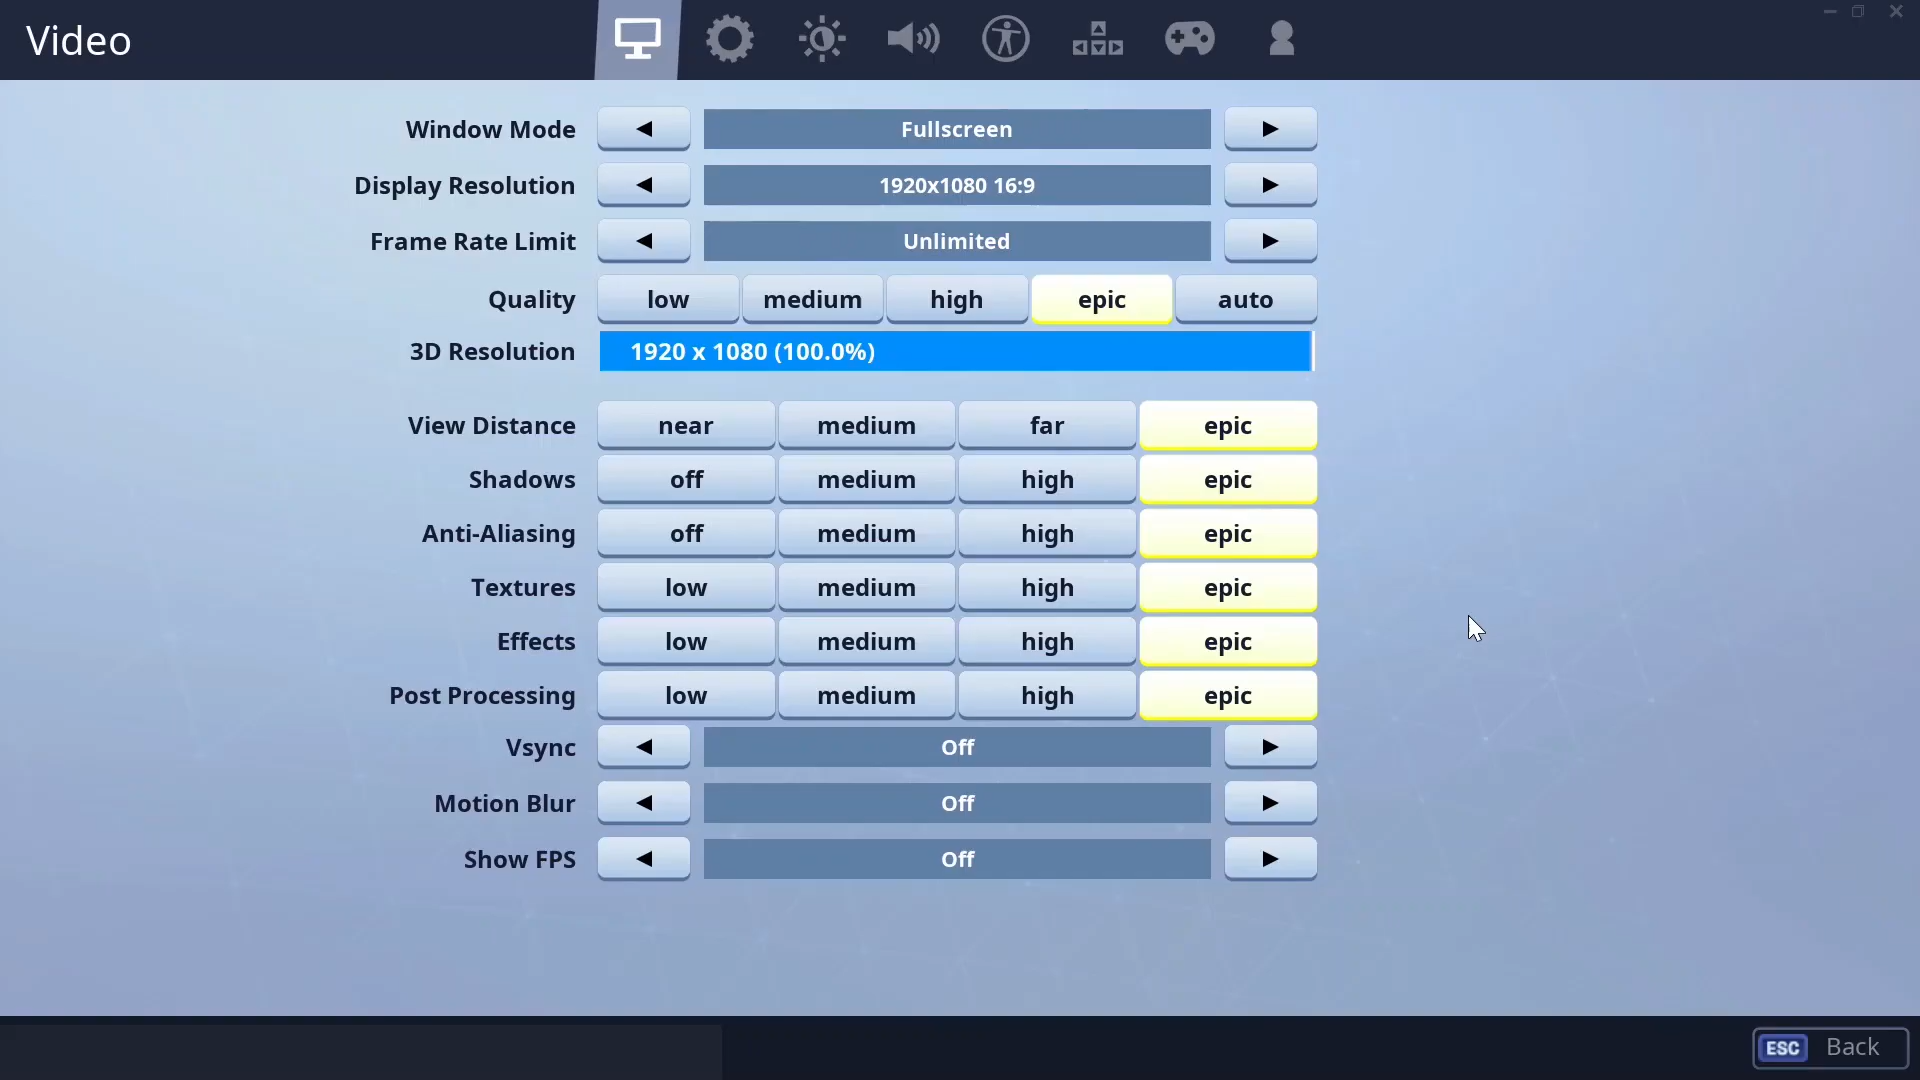 Video
Window Mode Fullscreen
Display Resolution 1920x1080 16:9
Frame Rate Limit Unlimited
Quality low medium high epic auto
3D Resolution 1920 x 1080 (100.0%)
View Distance near medium far epic
Shadows off medium high epic
Anti-Aliasing off medium high epic
Textures low medium high epic
Effects low medium high epic
Post Processing low medium high epic
Vsync Off
Motion Blur Off
Show FPS Off
ESC Back